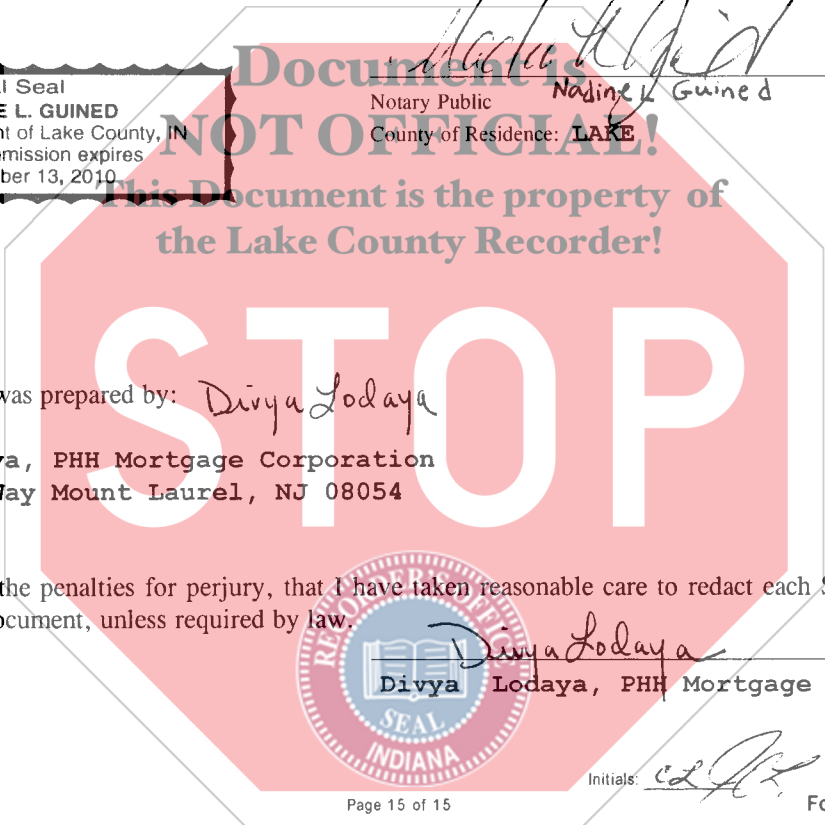 Document is
NOT OFFICIAL!
This Document is the property of
the Lake County Recorder!
l Seal
E L. GUINED
nt of Lake County, IN
mission expires
ber 13, 2010
Nadine L Guined
Notary Public
County of Residence: LAKE
STOP
was prepared by: Divya Lodaya
ya, PHH Mortgage Corporation
Way Mount Laurel, NJ 08054
the penalties for perjury, that I have taken reasonable care to redact each S
ocument, unless required by law.
Divya Lodaya
Divya Lodaya, PHH Mortgage
RECORDER'S OFFICE
SEAL
INDIANA
Initials: CL
Page 15 of 15
Fo